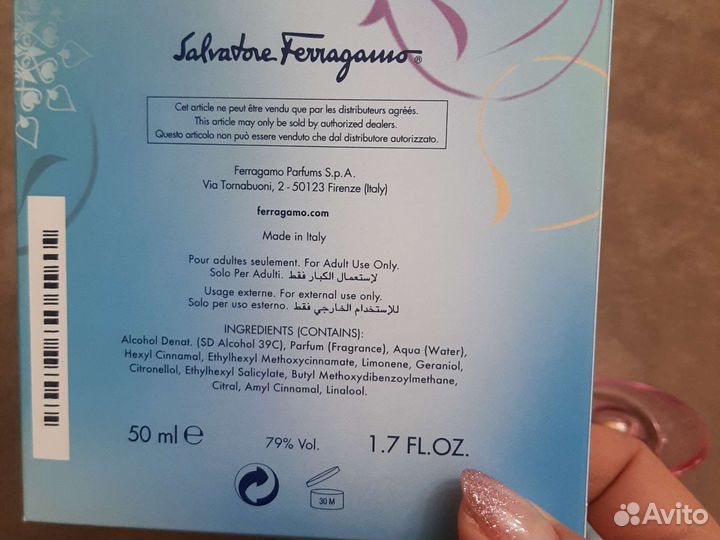 Salvatore Ferragamo®
Cet article ne peut être vendu que par les distributeurs agréés.
This article may only be sold by authorized dealers.
Questo articolo non può essere venduto che dal distributore autorizzato.
Ferragamo Parfums S.p.A.
Via Tornabuoni, 2 - 50123 Firenze (Italy)
ferragamo.com
Made in Italy
Pour adultes seulement. For Adult Use Only.
Solo Per Adulti. لإستعمال الكبار فقط.
Usage externe. For external use only.
Solo per uso esterno. للإستخدام الخارجي فقط.
INGREDIENTS (CONTAINS):
Alcohol Denat. (SD Alcohol 39C), Parfum (Fragrance), Aqua (Water),
Hexyl Cinnamal, Ethylhexyl Methoxycinnamate, Limonene, Geraniol,
Citronellol, Ethylhexyl Salicylate, Butyl Methoxydibenzoylmethane,
Citral, Amyl Cinnamal, Linalool.
50 ml ℮ 79% Vol. 1.7 FL.OZ.
30 M
Avito